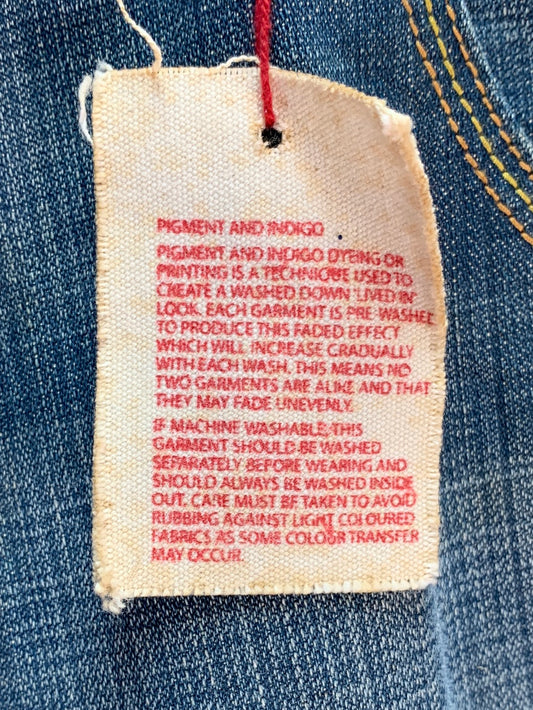 PIGMENT AND INDIGO
PIGMENT AND INDIGO DYEING OR
PRINTING IS A TECHNIQUE USED TO
CREATE A WASHED DOWN 'LIVED IN'
LOOK. EACH GARMENT IS PRE-WASHED
TO PRODUCE THIS FADED EFFECT
WHICH WILL INCREASE GRADUALLY
WITH EACH WASH. THIS MEANS NO
TWO GARMENTS ARE ALIKE AND THAT
THEY MAY FADE UNEVENLY.
IF MACHINE WASHABLE, THIS
GARMENT SHOULD BE WASHED
SEPARATELY BEFORE WEARING AND
SHOULD ALWAYS BE WASHED INSIDE
OUT. CARE MUST BE TAKEN TO AVOID
RUBBING AGAINST LIGHT COLOURED
FABRICS AS SOME COLOUR TRANSFER
MAY OCCUR.